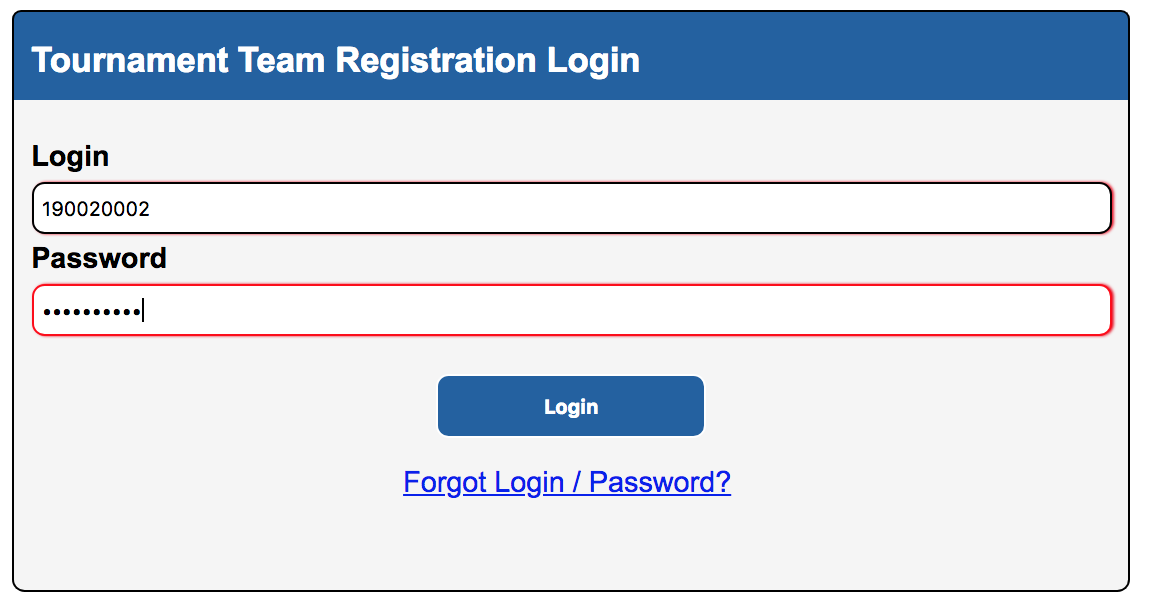 Tournament Team Registration Login
Login
190020002
Password
••••••••••
Login
Forgot Login / Password?